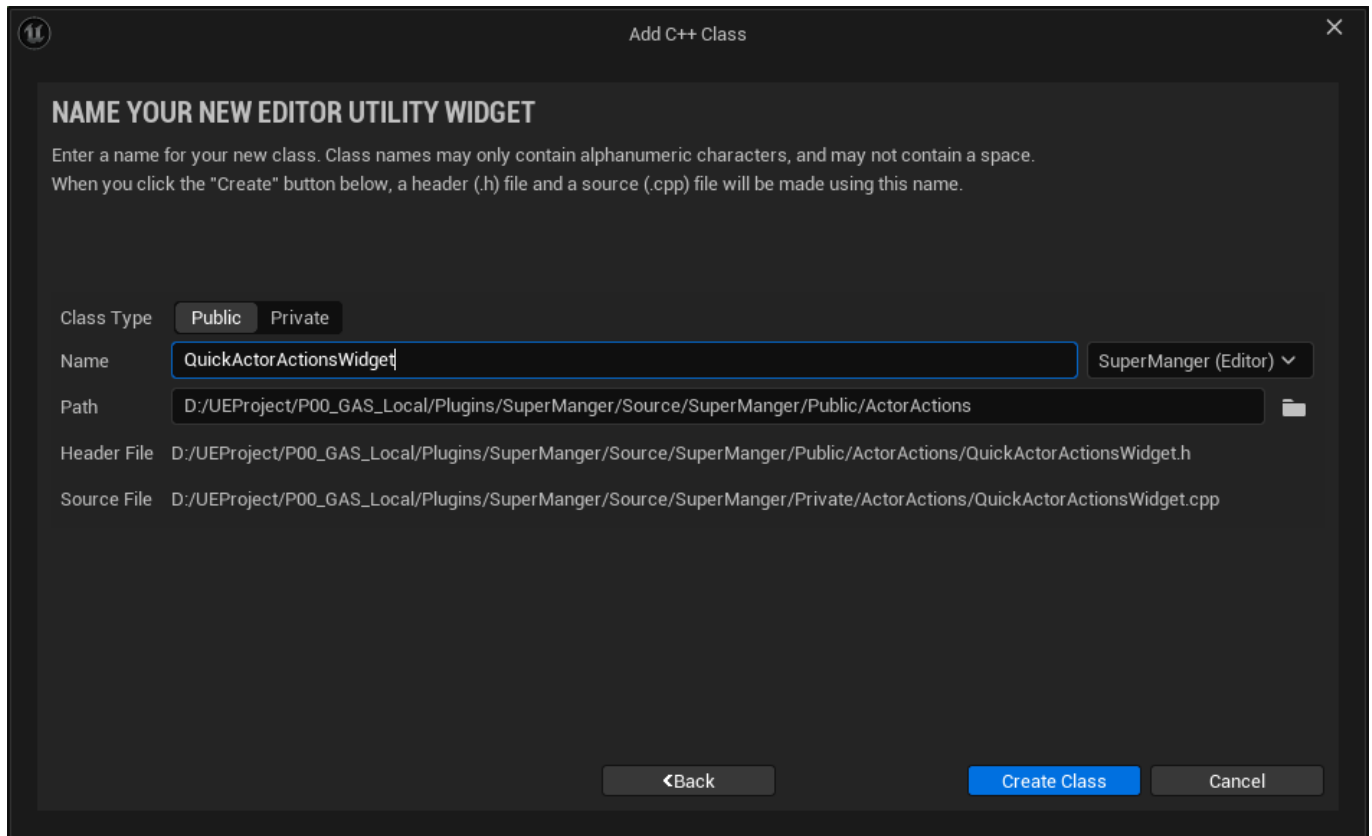 Add C++ Class
NAME YOUR NEW EDITOR UTILITY WIDGET
Enter a name for your new class. Class names may only contain alphanumeric characters, and may not contain a space.
When you click the "Create" button below, a header (.h) file and a source (.cpp) file will be made using this name.
Class Type Public Private
Name QuickActorActionsWidget SuperManger (Editor)
Path D:/UEProject/P00_GAS_Local/Plugins/SuperManger/Source/SuperManger/Public/ActorActions
Header File D:/UEProject/P00_GAS_Local/Plugins/SuperManger/Source/SuperManger/Public/ActorActions/QuickActorActionsWidget.h
Source File D:/UEProject/P00_GAS_Local/Plugins/SuperManger/Source/SuperManger/Private/ActorActions/QuickActorActionsWidget.cpp
Back Create Class Cancel